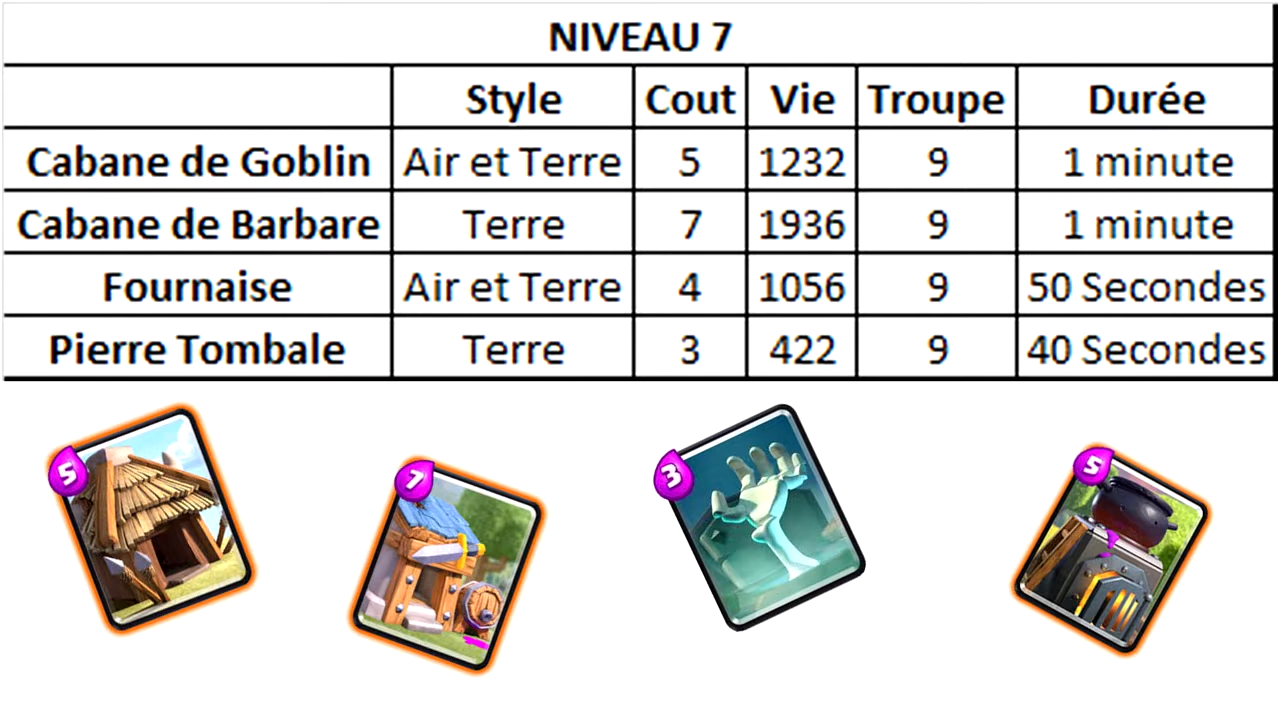 NIVEAU 7
Style Cout Vie Troupe Durée
Cabane de Goblin Air et Terre 5 1232 9 1 minute
Cabane de Barbare Terre 7 1936 9 1 minute
Fournaise Air et Terre 4 1056 9 50 Secondes
Pierre Tombale Terre 3 422 9 40 Secondes
5
7
3
5